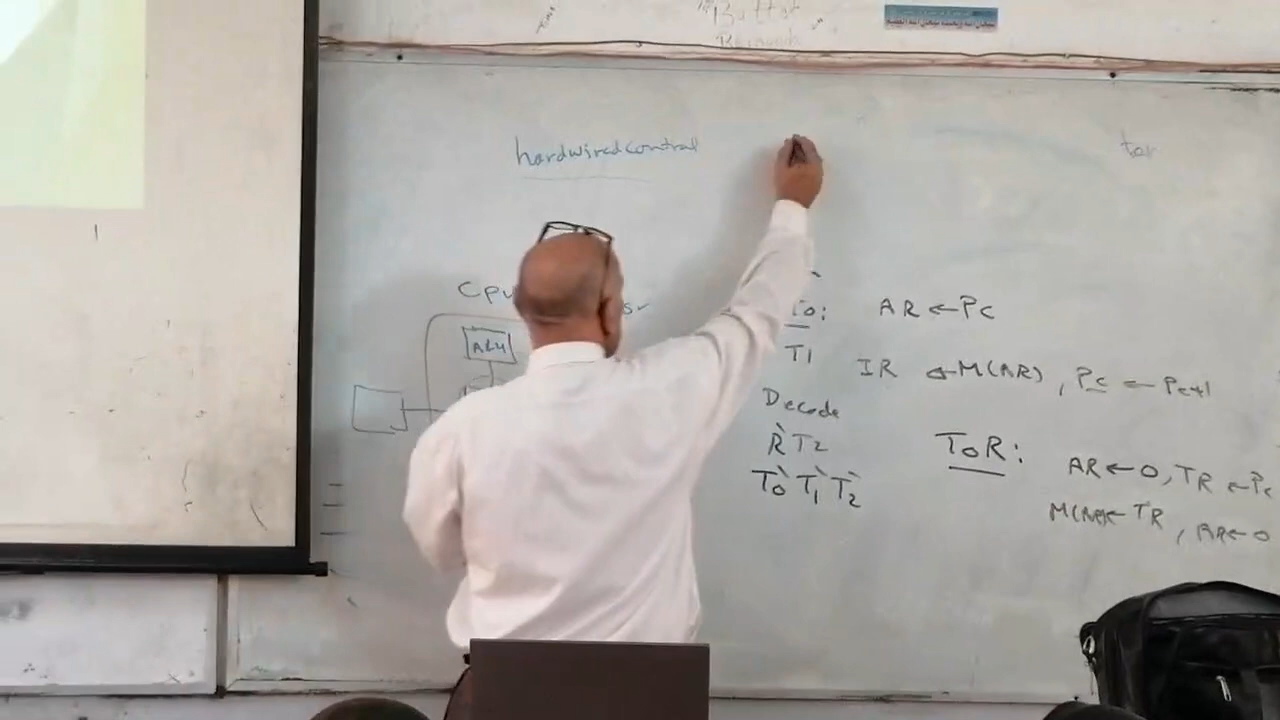 hardwired control
CPU
ALU
T0: AR ← PC
T1 IR ← M(AR), PC ← PC+1
Decode
R`T2
T0` T1` T2`
T0R: AR ← 0, TR ← PC
M(AR) ← TR, AR ← 0